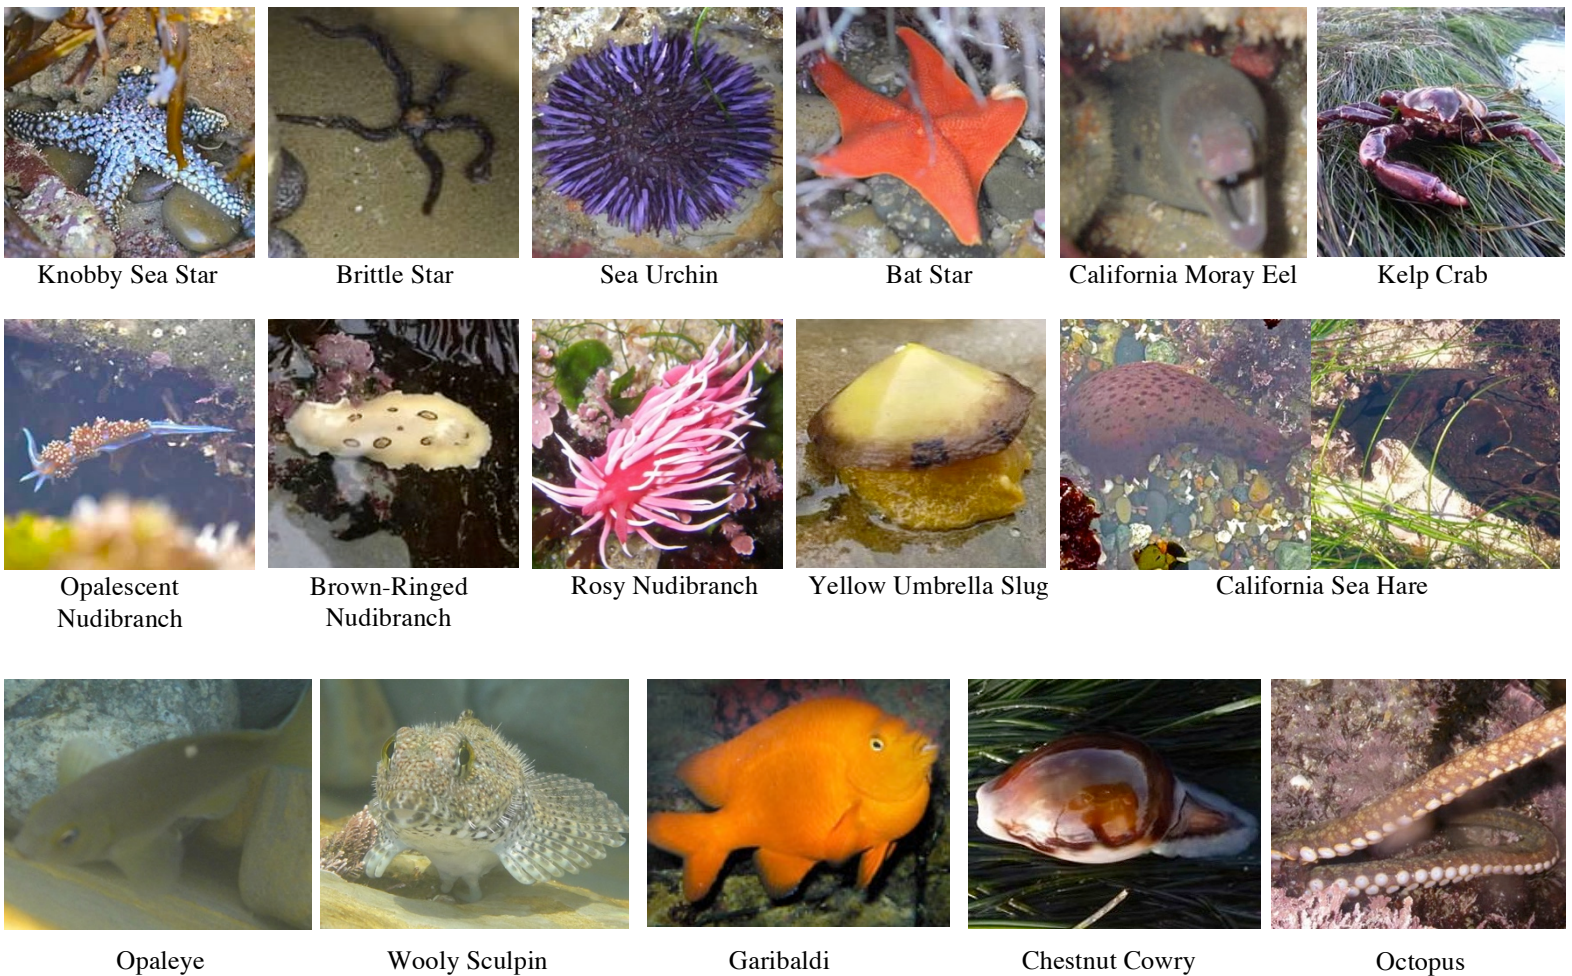 Knobby Sea Star
Brittle Star
Sea Urchin
Bat Star
California Moray Eel
Kelp Crab
Opalescent
Nudibranch
Brown-Ringed
Nudibranch
Rosy Nudibranch
Yellow Umbrella Slug
California Sea Hare
Opaleye
Wooly Sculpin
Garibaldi
Chestnut Cowry
Octopus